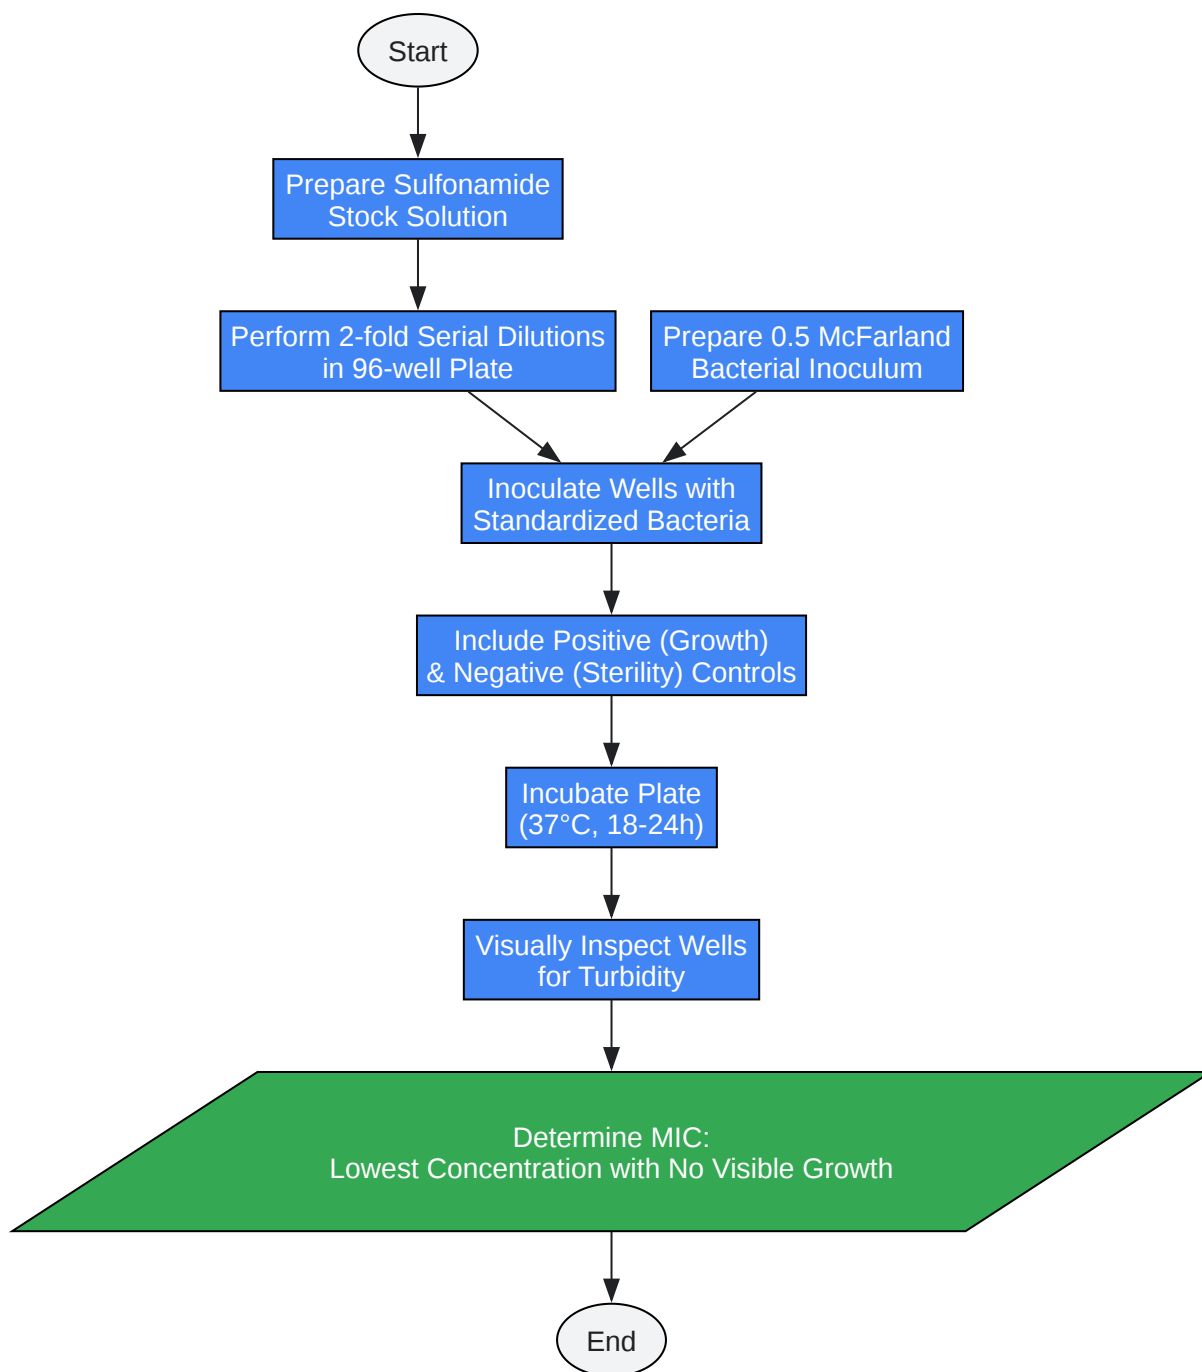 Start
Prepare Sulfonamide
Stock Solution
Perform 2-fold Serial Dilutions
in 96-well Plate
Prepare 0.5 McFarland
Bacterial Inoculum
Inoculate Wells with
Standardized Bacteria
Include Positive (Growth)
& Negative (Sterility) Controls
Incubate Plate
(37°C, 18-24h)
Visually Inspect Wells
for Turbidity
Determine MIC:
Lowest Concentration with No Visible Growth
End